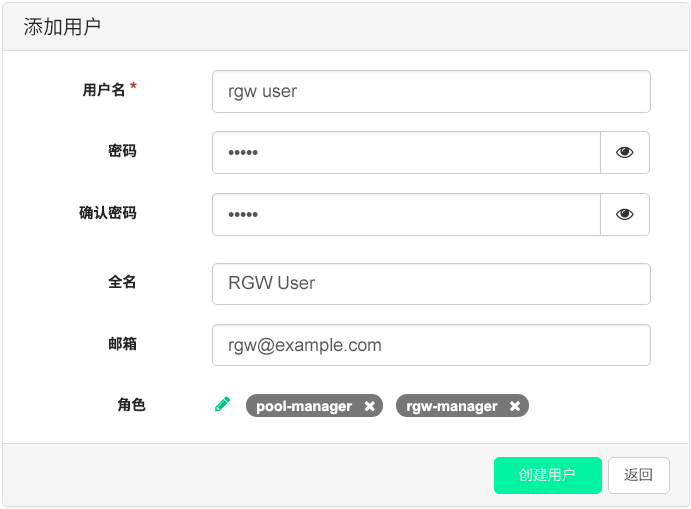 添加用户
用户名 * rgw user
密码 •••••
确认密码 •••••
全名 RGW User
邮箱 rgw@example.com
角色 pool-manager × rgw-manager ×
创建用户 返回